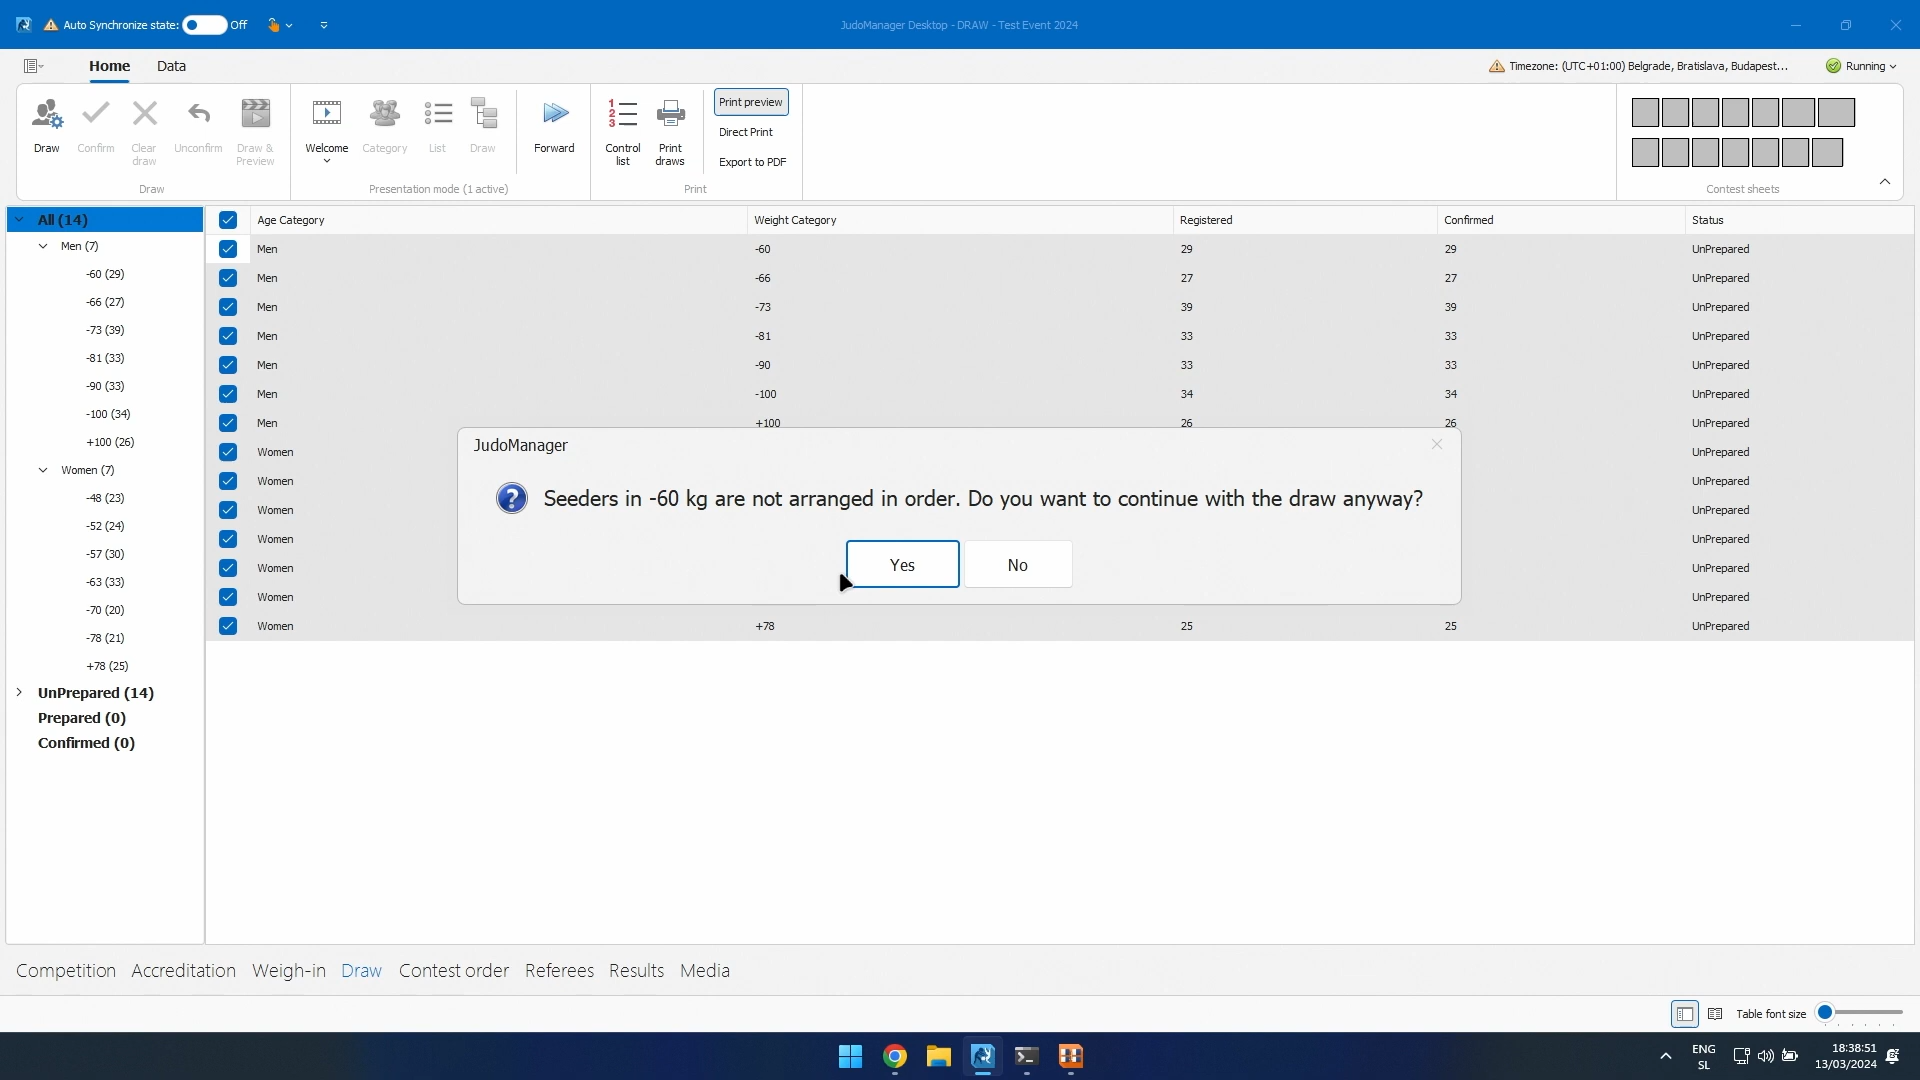 Auto Synchronize state: Off
JudoManager Desktop - DRAW - Test Event 2024
Home Data
Timezone: (UTC+01:00) Belgrade, Bratislava, Budapest...
Running
Draw
Confirm
Clear draw
Unconfirm
Draw & Preview
Draw
Welcome
Category
List
Draw
Presentation mode (1 active)
Forward
Control list
Print draws
Print preview
Direct Print
Export to PDF
Print
Contest sheets
All (14)
Men (7)
-60 (29)
-66 (27)
-73 (39)
-81 (33)
-90 (33)
-100 (34)
+100 (26)
Women (7)
-48 (23)
-52 (24)
-57 (30)
-63 (33)
-70 (20)
-78 (21)
+78 (25)
UnPrepared (14)
Prepared (0)
Confirmed (0)
Age Category Weight Category Registered Confirmed Status
Men -60 29 29 UnPrepared
Men -66 27 27 UnPrepared
Men -73 39 39 UnPrepared
Men -81 33 33 UnPrepared
Men -90 33 33 UnPrepared
Men -100 34 34 UnPrepared
Men +100 26 26 UnPrepared
Women UnPrepared
Women UnPrepared
Women UnPrepared
Women UnPrepared
Women UnPrepared
Women UnPrepared
Women +78 25 25 UnPrepared
JudoManager
Seeders in -60 kg are not arranged in order. Do you want to continue with the draw anyway?
Yes No
Competition Accreditation Weigh-in Draw Contest order Referees Results Media
Table font size
ENG
SL
18:38:51
13/03/2024